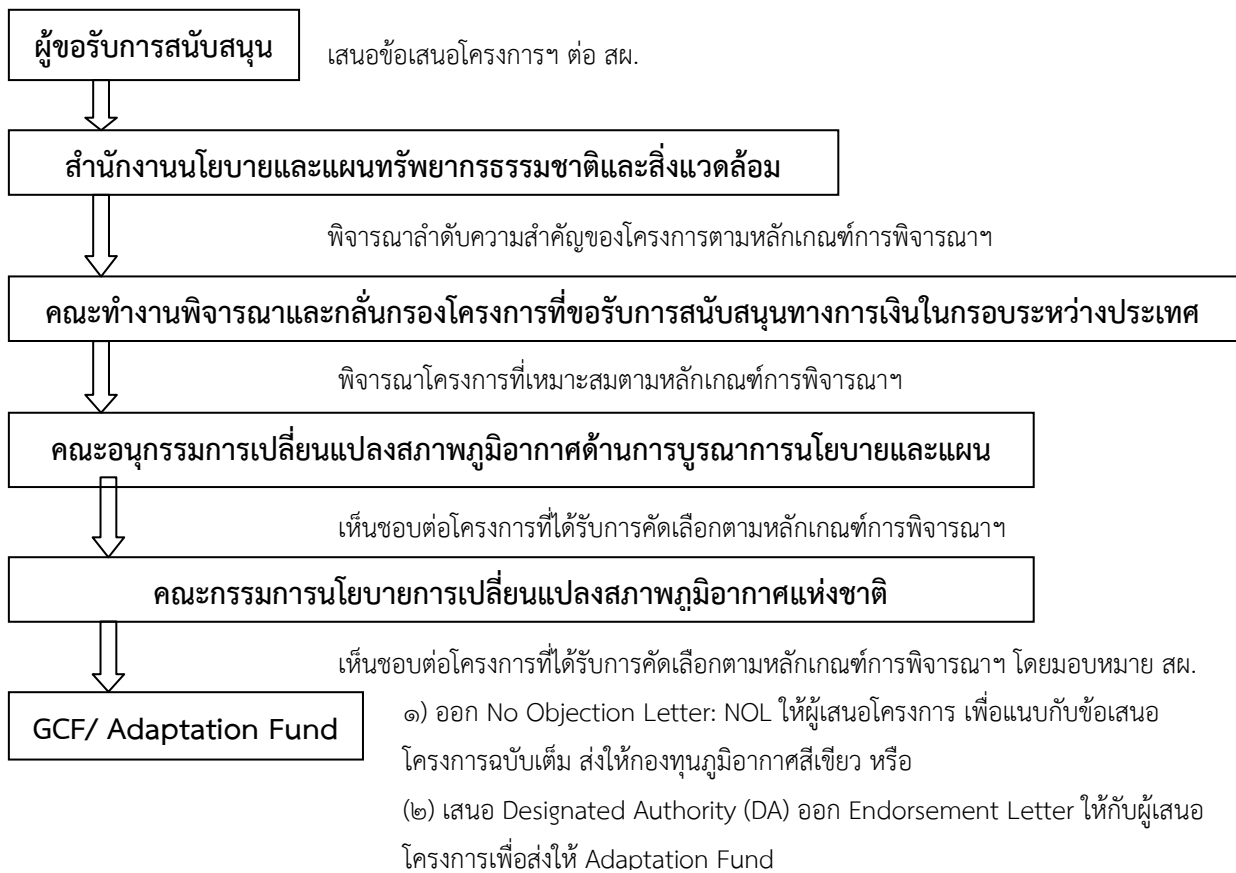 ผู้ขอรับการสนับสนุน
เสนอข้อเสนอโครงการฯ ต่อ สผ.
สำนักงานนโยบายและแผนทรัพยากรธรรมชาติและสิ่งแวดล้อม
พิจารณาลำดับความสำคัญของโครงการตามหลักเกณฑ์การพิจารณาฯ
คณะทำงานพิจารณาและกลั่นกรองโครงการที่ขอรับการสนับสนุนทางการเงินในกรอบระหว่างประเทศ
พิจารณาโครงการที่เหมาะสมตามหลักเกณฑ์การพิจารณาฯ
คณะอนุกรรมการเปลี่ยนแปลงสภาพภูมิอากาศด้านการบูรณาการนโยบายและแผน
เห็นชอบต่อโครงการที่ได้รับการคัดเลือกตามหลักเกณฑ์การพิจารณาฯ
คณะกรรมการนโยบายการเปลี่ยนแปลงสภาพภูมิอากาศแห่งชาติ
เห็นชอบต่อโครงการที่ได้รับการคัดเลือกตามหลักเกณฑ์การพิจารณาฯ โดยมอบหมาย สผ.
GCF/ Adaptation Fund
๑) ออก No Objection Letter: NOL ให้ผู้เสนอโครงการ เพื่อแนบกับข้อเสนอ
โครงการฉบับเต็ม ส่งให้กองทุนภูมิอากาศสีเขียว หรือ
(๒) เสนอ Designated Authority (DA) ออก Endorsement Letter ให้กับผู้เสนอ
โครงการเพื่อส่งให้ Adaptation Fund